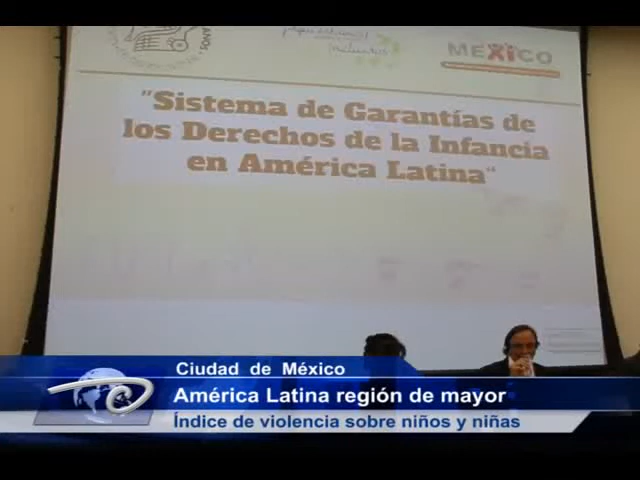 MÉXICO
"Sistema de Garantías de
los Derechos de la Infancia
en América Latina"
Ciudad de México
América Latina región de mayor
Índice de violencia sobre niños y niñas